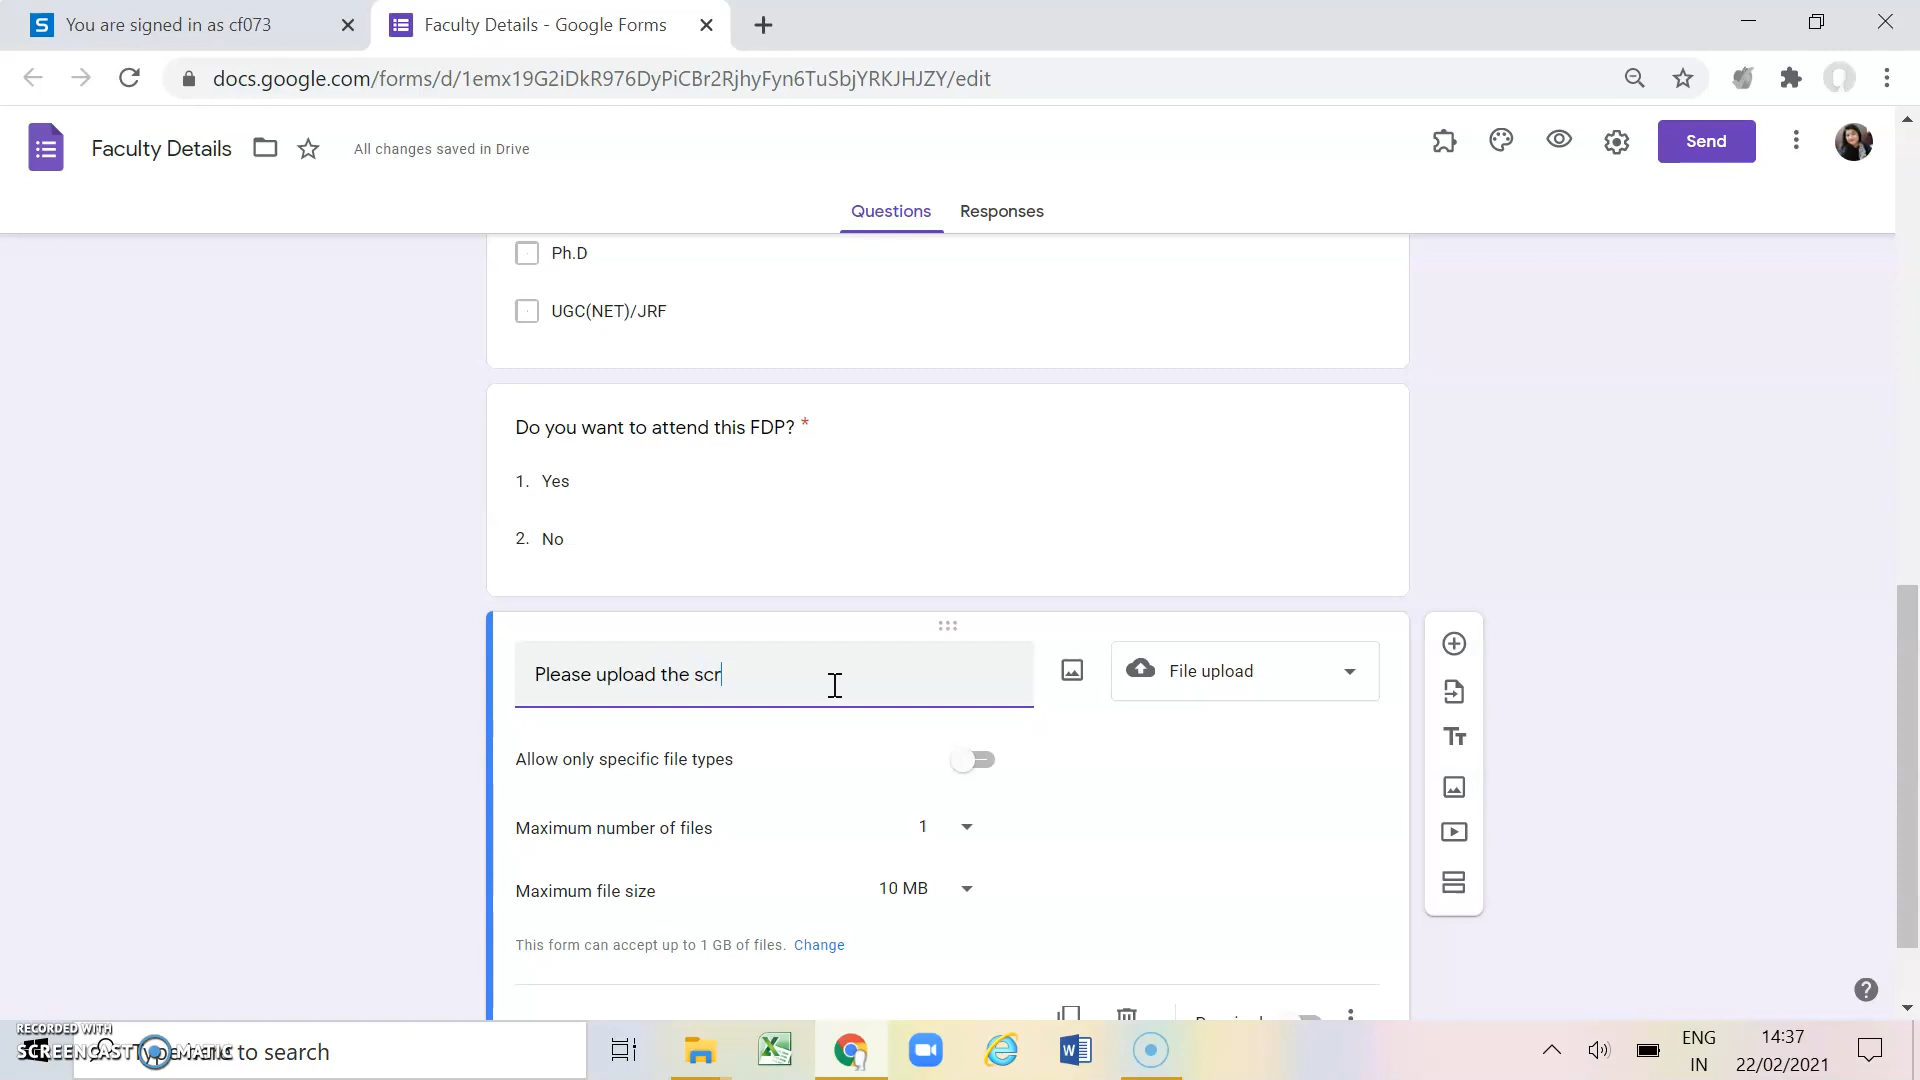 You are signed in as cf073
Faculty Details - Google Forms
docs.google.com/forms/d/1emx19G2iDkR976DyPiCBr2RjhyFyn6TuSbjYRKJHJZY/edit
Faculty Details
All changes saved in Drive
Send
Questions
Responses
Ph.D
UGC(NET)/JRF
Do you want to attend this FDP? *
1. Yes
2. No
Please upload the scr
File upload
Allow only specific file types
Maximum number of files
1
Maximum file size
10 MB
This form can accept up to 1 GB of files. Change
RECORDED WITH
SCREENCAST MATIC
to search
ENG
IN
14:37
22/02/2021